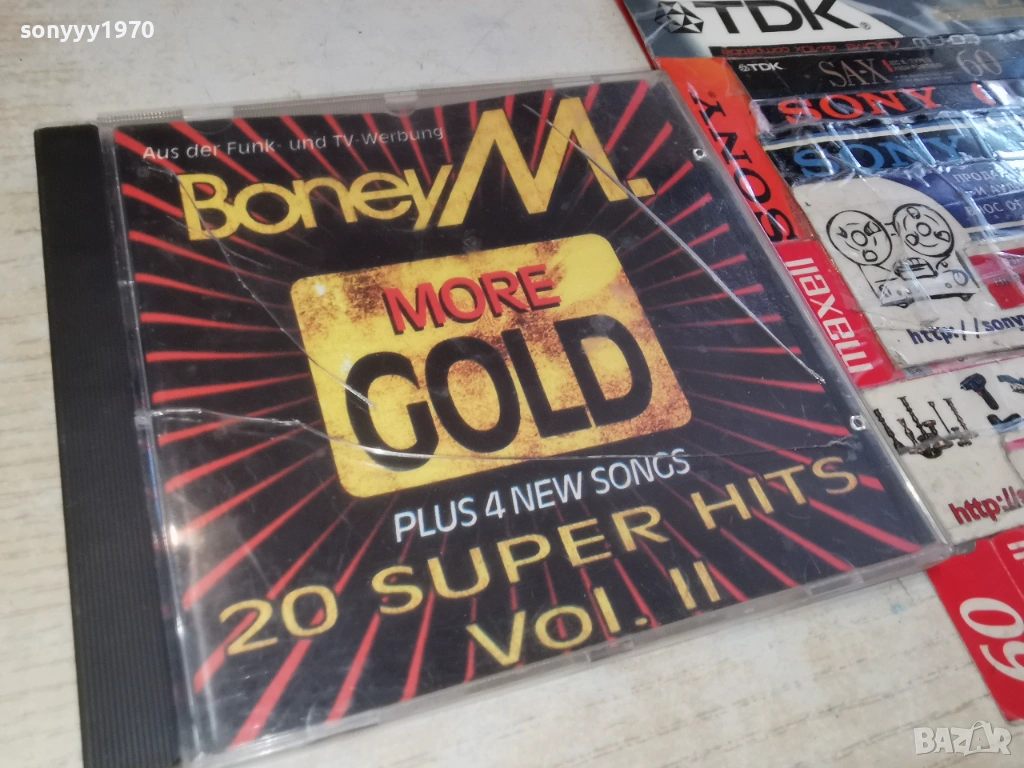 sonyyy1970
Aus der Funk- und TV-Werbung
Boney M.
MORE
GOLD
PLUS 4 NEW SONGS
20 SUPER HITS
Vol. II
TDK®
TDK
SA-X
60
SONY
SONY
SONY
maxell
http://sony
http://
60
BAZAR